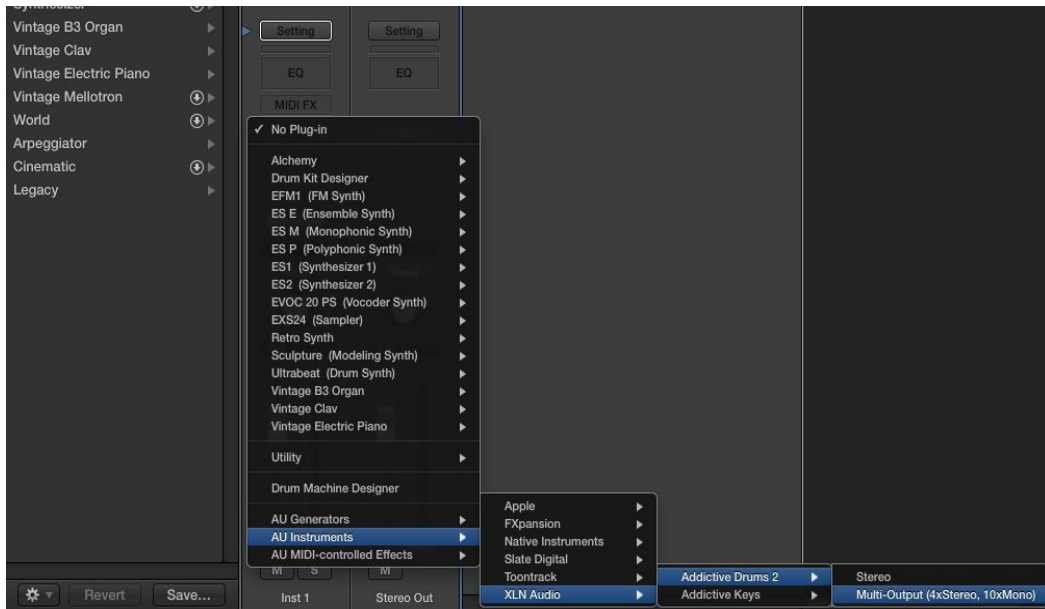 Synthesizer
Vintage B3 Organ
Vintage Clav
Vintage Electric Piano
Vintage Mellotron
World
Arpeggiator
Cinematic
Legacy
Revert
Save...
Setting
Setting
EQ
EQ
MIDI FX
✓ No Plug-in
Alchemy
Drum Kit Designer
EFM1 (FM Synth)
ES E (Ensemble Synth)
ES M (Monophonic Synth)
ES P (Polyphonic Synth)
ES1 (Synthesizer 1)
ES2 (Synthesizer 2)
EVOC 20 PS (Vocoder Synth)
EXS24 (Sampler)
Retro Synth
Sculpture (Modeling Synth)
Ultrabeat (Drum Synth)
Vintage B3 Organ
Vintage Clav
Vintage Electric Piano
Utility
Drum Machine Designer
AU Generators
AU Instruments
AU MIDI-controlled Effects
M S
M
Inst 1
Stereo Out
Apple
FXpansion
Native Instruments
Slate Digital
Toontrack
XLN Audio
Addictive Drums 2
Addictive Keys
Stereo
Multi-Output (4xStereo, 10xMono)